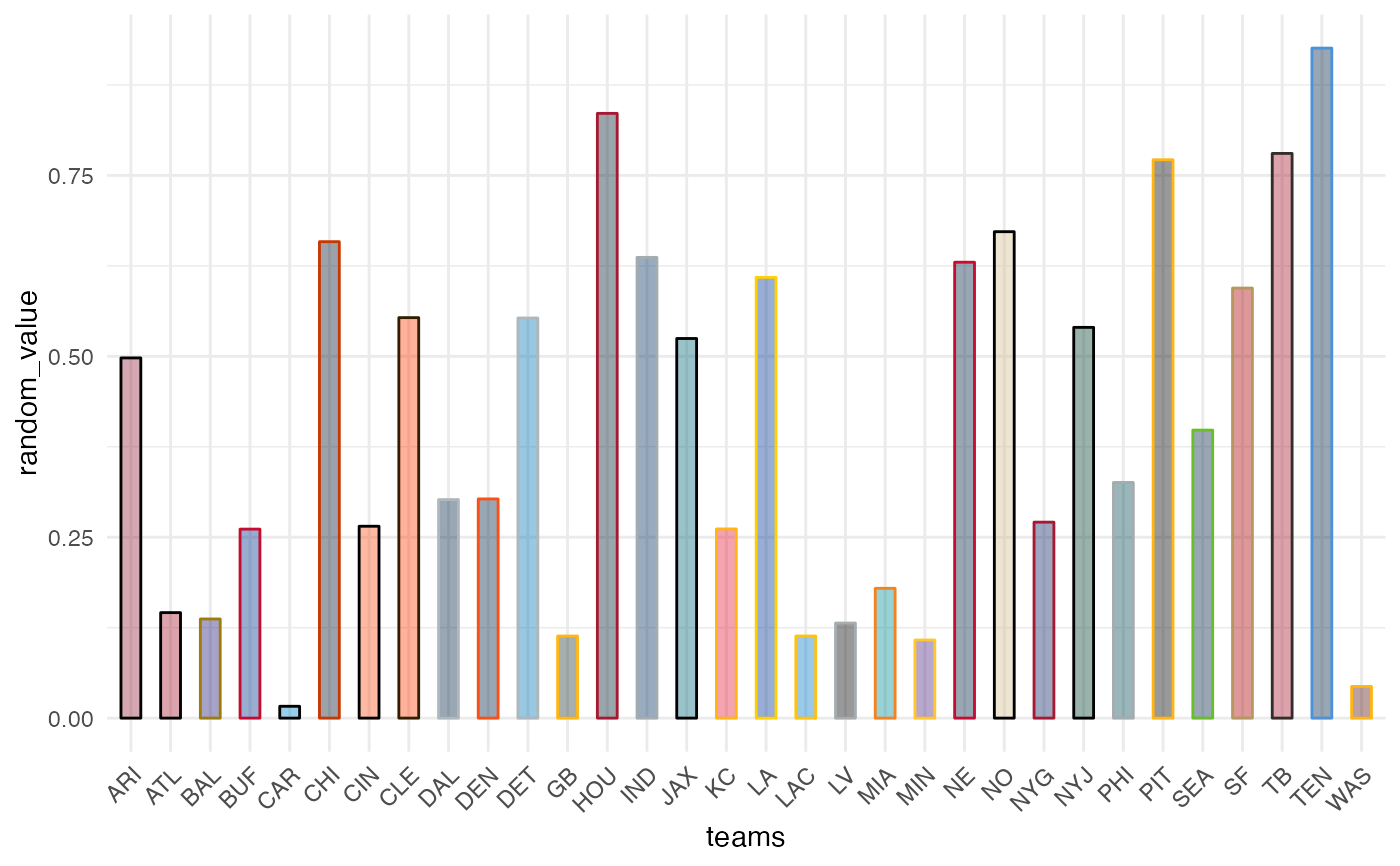 random_value
0.75
0.50
0.25
0.00
ARI
ATL
BAL
BUF
CAR
CHI
CIN
CLE
DAL
DEN
DET
GB
HOU
IND
JAX
KC
LA
LAC
LV
MIA
MIN
NE
NO
NYG
NYJ
PHI
PIT
SEA
SF
TB
TEN
WAS
teams